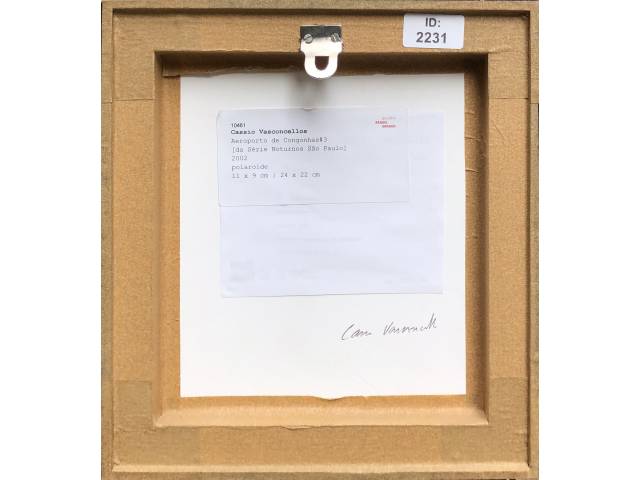 ID:
2231
10461
Cassio Vasconcellos
Aeroporto de Congonhas#3
[da Série Noturnos São Paulo]
2002
polaroide
11 x 9 cm | 24 x 22 cm